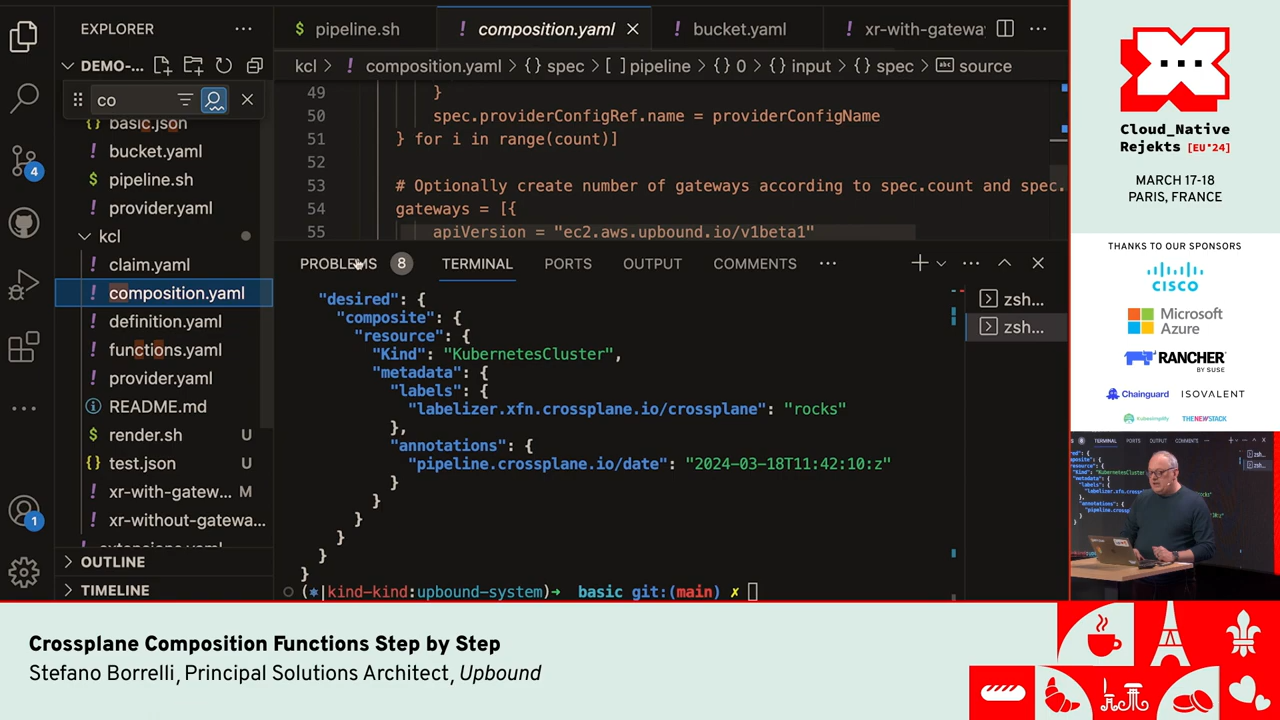 EXPLORER
DEMO-...
co
basic.json
bucket.yaml
pipeline.sh
provider.yaml
kcl
claim.yaml
composition.yaml
definition.yaml
functions.yaml
provider.yaml
README.md
render.sh U
test.json U
xr-with-gatew... M
xr-without-gatewa...
OUTLINE
TIMELINE
4
1
pipeline.sh
composition.yaml
bucket.yaml
xr-with-gatewa
kcl > composition.yaml > {} spec > [ ] pipeline > {} 0 > {} input > {} spec > abc source
49 }
50 spec.providerConfigRef.name = providerConfigName
51 } for i in range(count)]
52
53 # Optionally create number of gateways according to spec.count and spec.
54 gateways = [{
55 apiVersion = "ec2.aws.upbound.io/v1beta1"
PROBLEMS 8 TERMINAL PORTS OUTPUT COMMENTS
"desired": {
"composite": {
"resource": {
"Kind": "KubernetesCluster",
"metadata": {
"labels": {
"labelizer.xfn.crossplane.io/crossplane": "rocks"
},
"annotations": {
"pipeline.crossplane.io/date": "2024-03-18T11:42:10:z"
}
}
}
}
}
}
(*|kind-kind:upbound-system)➜ basic git:(main) ✗
zsh...
zsh...
Cloud_Native
Rejekts [EU'24]
MARCH 17-18
PARIS, FRANCE
THANKS TO OUR SPONSORS
CISCO
Microsoft
Azure
RANCHER
BY SUSE
Chainguard
ISOVALENT
Kubesimplify
THENEWSTACK
Crossplane Composition Functions Step by Step
Stefano Borrelli, Principal Solutions Architect, Upbound